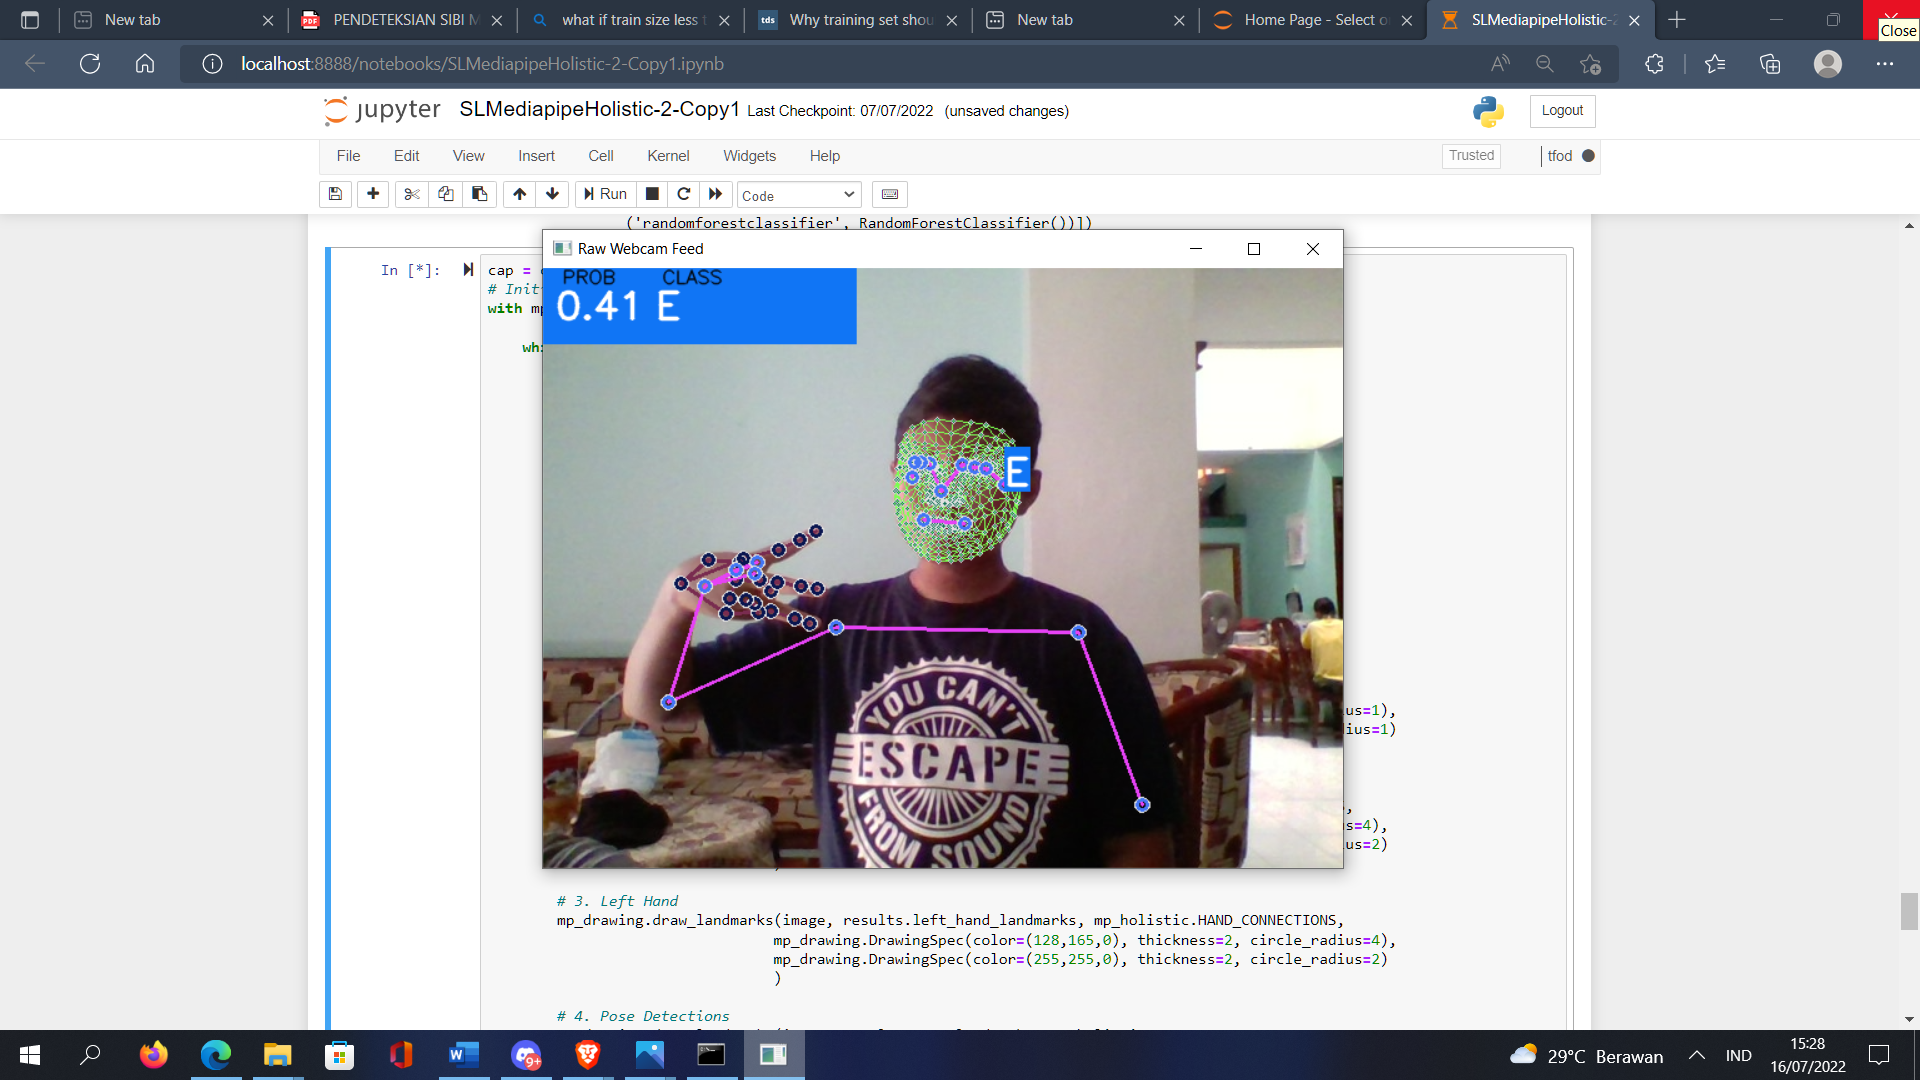 New tab
PENDETEKSIAN SIBI M
what if train size less t
tds Why training set shou
New tab
Home Page - Select o
SLMediapipeHolistic-2
Close
localhost:8888/notebooks/SLMediapipeHolistic-2-Copy1.ipynb
jupyter SLMediapipeHolistic-2-Copy1 Last Checkpoint: 07/07/2022 (unsaved changes)
Logout
File Edit View Insert Cell Kernel Widgets Help
Trusted
tfod
Run
Code
('randomforestclassifier', RandomForestClassifier())])
Raw Webcam Feed
In [*]:
cap =
# Init
with mp
whi
PROB CLASS
0.41 E
E
YOU CAN'T
ESCAPE
FROM SOUND
us=1),
ius=1)
,
s=4),
us=2)
# 3. Left Hand
mp_drawing.draw_landmarks(image, results.left_hand_landmarks, mp_holistic.HAND_CONNECTIONS,
mp_drawing.DrawingSpec(color=(128,165,0), thickness=2, circle_radius=4),
mp_drawing.DrawingSpec(color=(255,255,0), thickness=2, circle_radius=2)
)
# 4. Pose Detections
9+
29°C Berawan
IND
15:28
16/07/2022